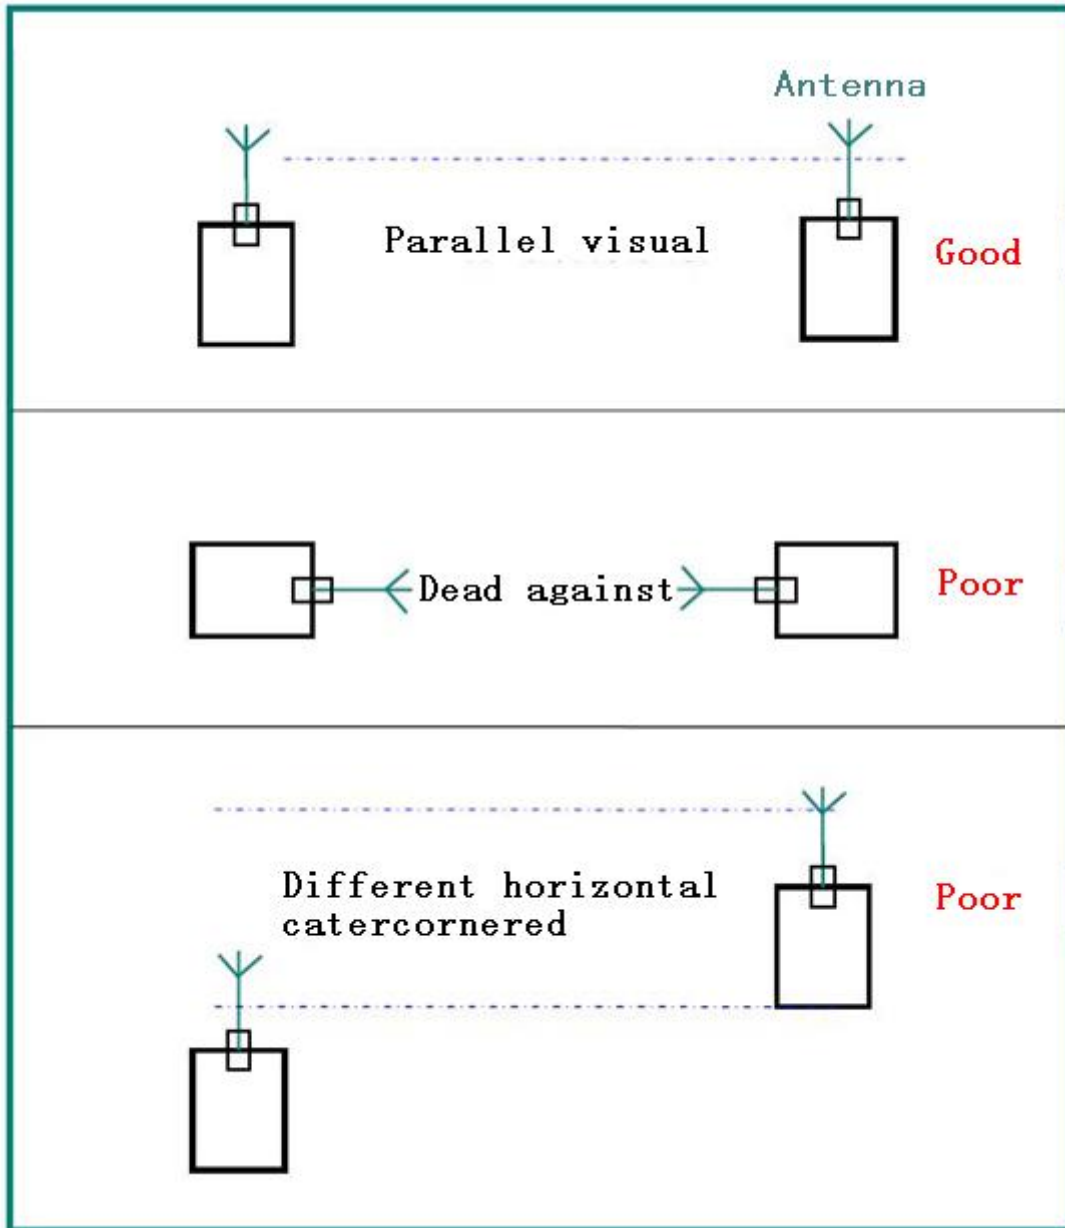 Antenna
Parallel visual
Good
Dead against
Poor
Different horizontal
catercornered
Poor